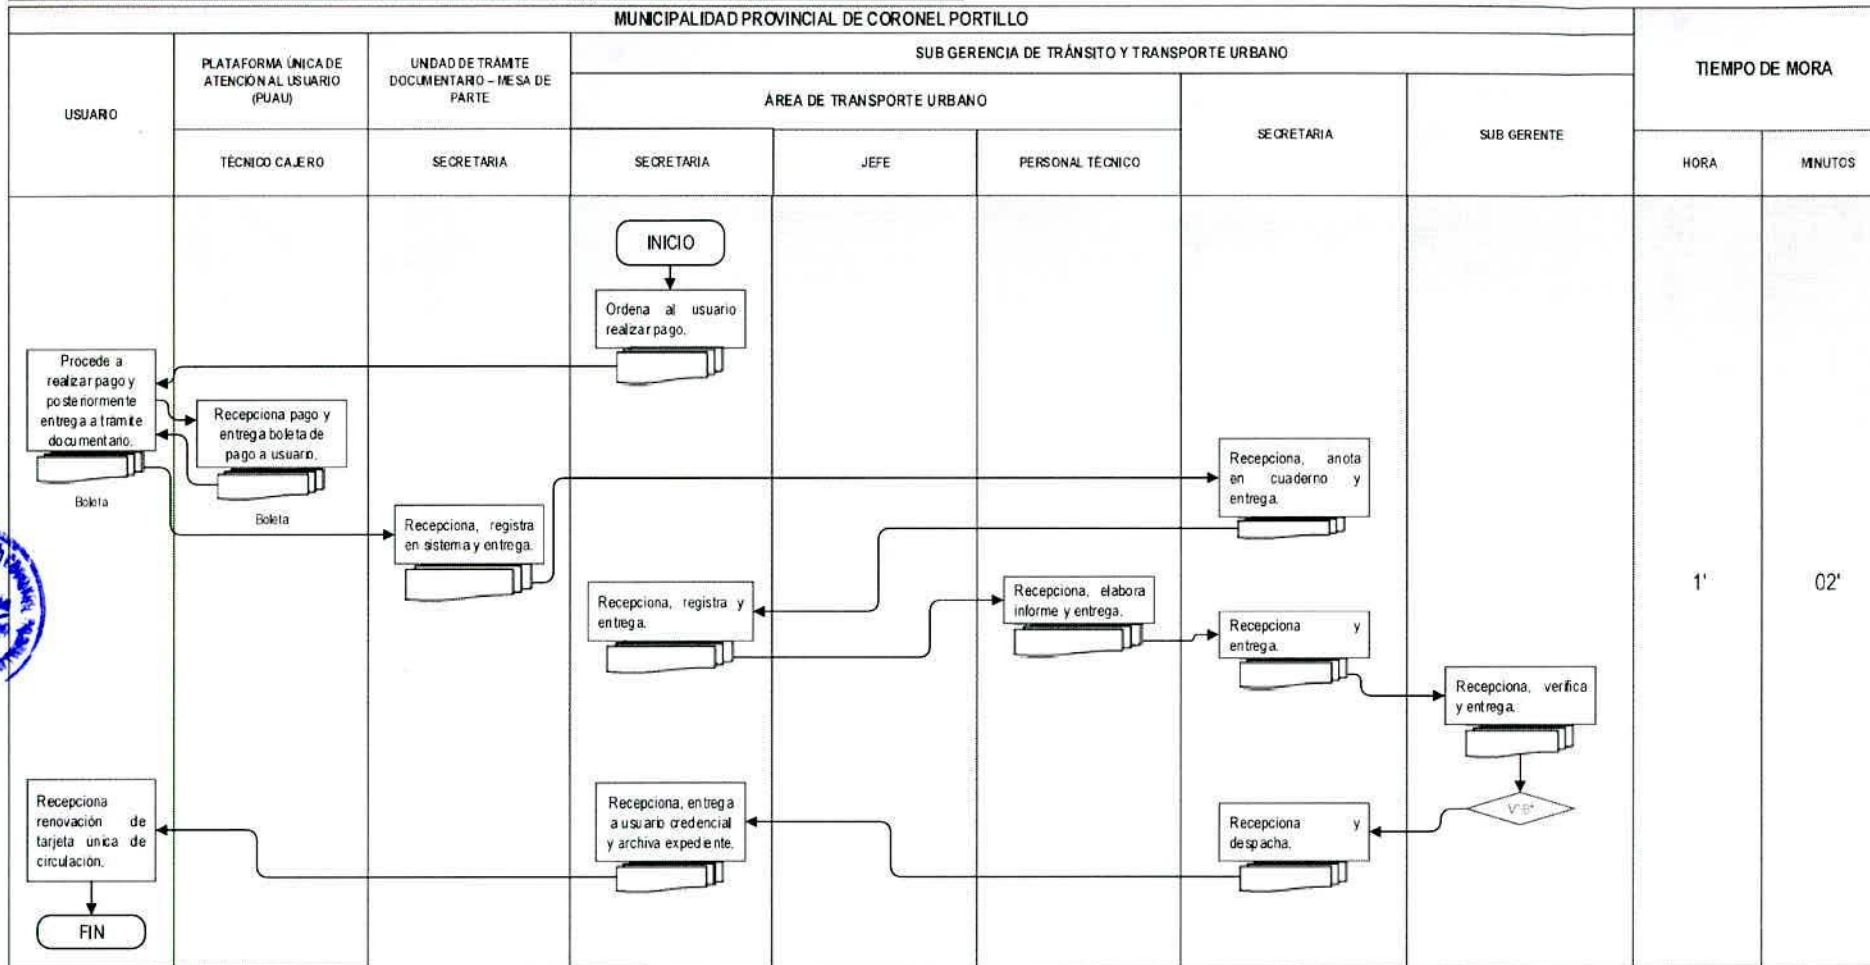 MUNICIPALIDAD PROVINCIAL DE CORONEL PORTILLO
USUARIO
PLATAFORMA ÚNICA DE
ATENCIÓN AL USUARIO
(PUAU)
UNIDAD DE TRÁMITE
DOCUMENTARIO – MESA DE
PARTE
SUB GERENCIA DE TRÁNSITO Y TRANSPORTE URBANO
TIEMPO DE MORA
ÁREA DE TRANSPORTE URBANO
SECRETARIA
SUB GERENTE
TÉCNICO CAJERO
SECRETARIA
SECRETARIA
JEFE
PERSONAL TÉCNICO
HORA
MINUTOS
INICIO
Ordena al usuario
realizar pago.
Procede a
realizar pago y
posteriormente
entrega a trámite
documentario.
Boleta
Recepciona pago y
entrega boleta de
pago a usuario.
Boleta
Recepciona, registra
en sistema y entrega.
Recepciona, anota
en cuaderno y
entrega.
Recepciona, registra y
entrega.
Recepciona, elabora
informe y entrega.
Recepciona y
entrega.
Recepciona, verifica
y entrega.
1'
02'
V°B°
Recepciona y
despacha.
Recepciona, entrega
a usuario credencial
y archiva expediente.
Recepciona
renovación de
tarjeta única de
circulación.
FIN